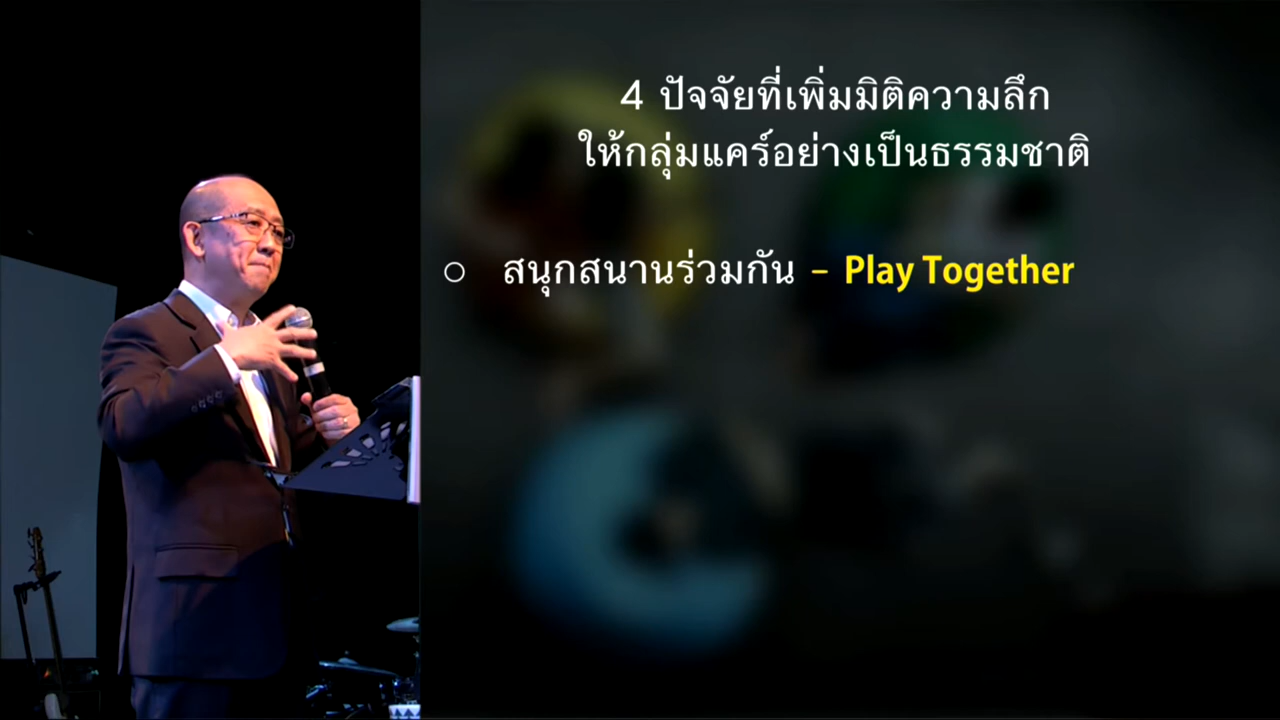 4 ปัจจัยที่เพิ่มมิติความลึก
ให้กลุ่มแคร์อย่างเป็นธรรมชาติ
○ สนุกสนานร่วมกัน – Play Together